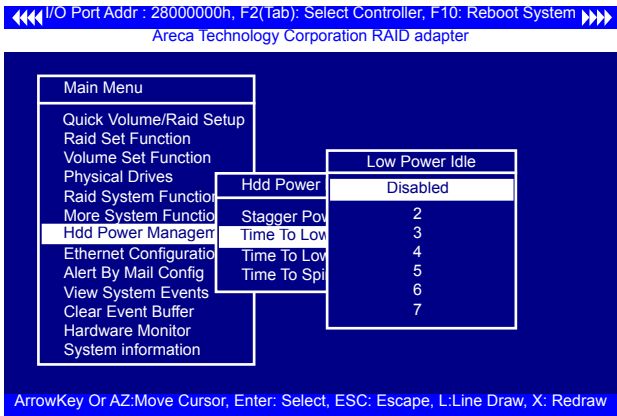 I/O Port Addr : 28000000h, F2(Tab): Select Controller, F10: Reboot System
Areca Technology Corporation RAID adapter
Main Menu
Quick Volume/Raid Setup
Raid Set Function
Volume Set Function
Physical Drives
Raid System Function
More System Functio
Hdd Power Managem
Ethernet Configuratio
Alert By Mail Config
View System Events
Clear Event Buffer
Hardware Monitor
System information
Hdd Power
Stagger Pow
Time To Low
Time To Low
Time To Spi
Low Power Idle
Disabled
2
3
4
5
6
7
ArrowKey Or AZ:Move Cursor, Enter: Select, ESC: Escape, L:Line Draw, X: Redraw